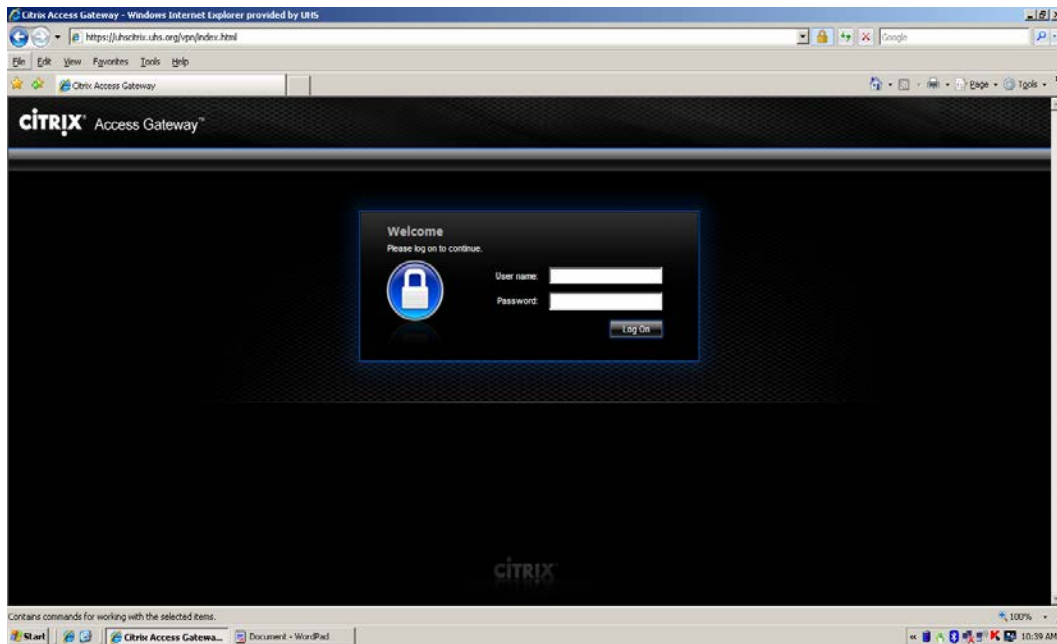 Citrix Access Gateway - Windows Internet Explorer provided by UHS
https://uhscitrix.uhs.org/vpn/index.html
Google
File Edit View Favorites Tools Help
Citrix Access Gateway
Page Tools
CITRIX Access Gateway™
Welcome
Please log on to continue.
User name:
Password:
Log On
CITRIX
Contains commands for working with the selected items.
100%
Start Citrix Access Gatewa... Document - WordPad 10:39 AM